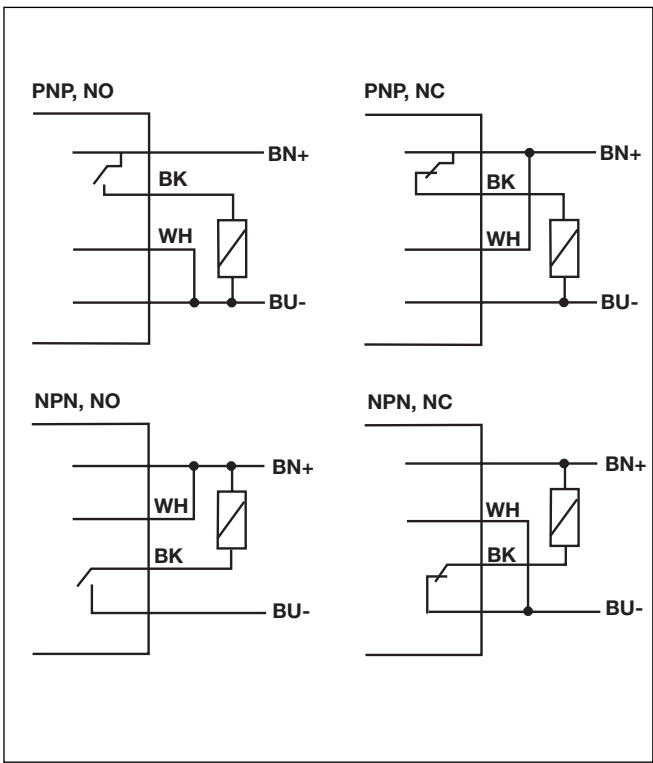 PNP, NO
BN+
BK
WH
BU-
PNP, NC
BN+
BK
WH
BU-
NPN, NO
BN+
WH
BK
BU-
NPN, NC
BN+
WH
BK
BU-